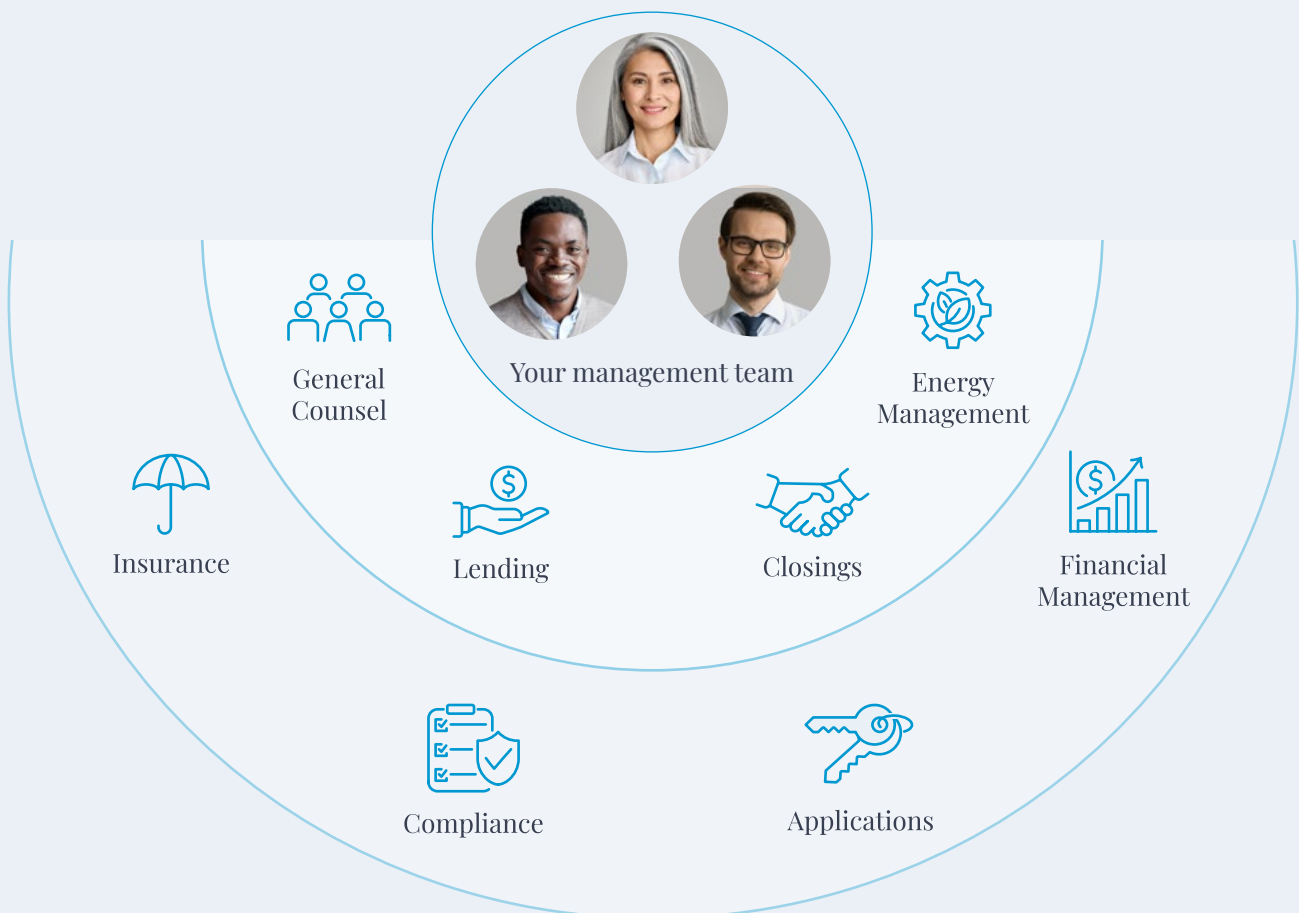 Your management team
General
Counsel
Energy
Management
Insurance
Lending
Closings
Financial
Management
Compliance
Applications